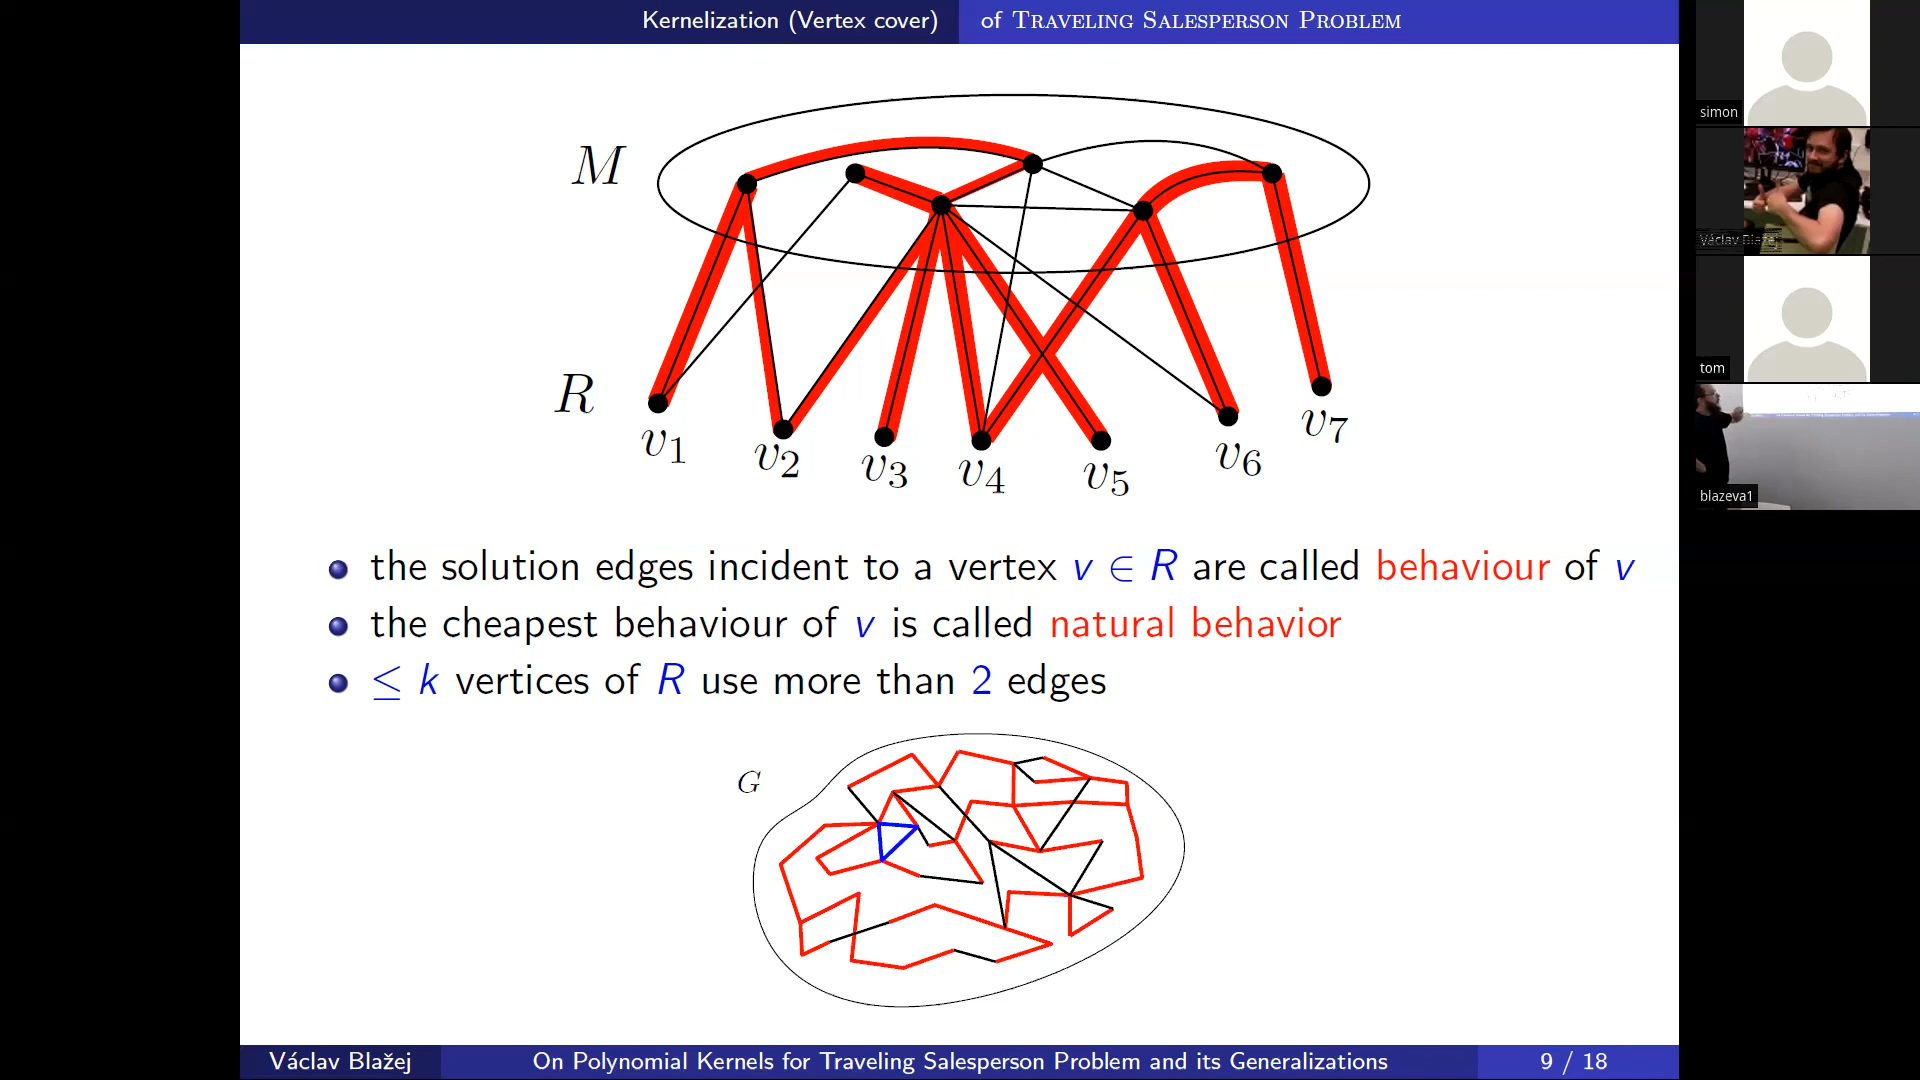 Kernelization (Vertex cover) of TRAVELING SALESPERSON PROBLEM
M
R
v1 v2 v3 v4 v5 v6 v7
the solution edges incident to a vertex v ∈ R are called behaviour of v
the cheapest behaviour of v is called natural behavior
≤ k vertices of R use more than 2 edges
G
Václav Blažej On Polynomial Kernels for Traveling Salesperson Problem and its Generalizations 9 / 18
simon
Václav Blažej
tom
blazeva1